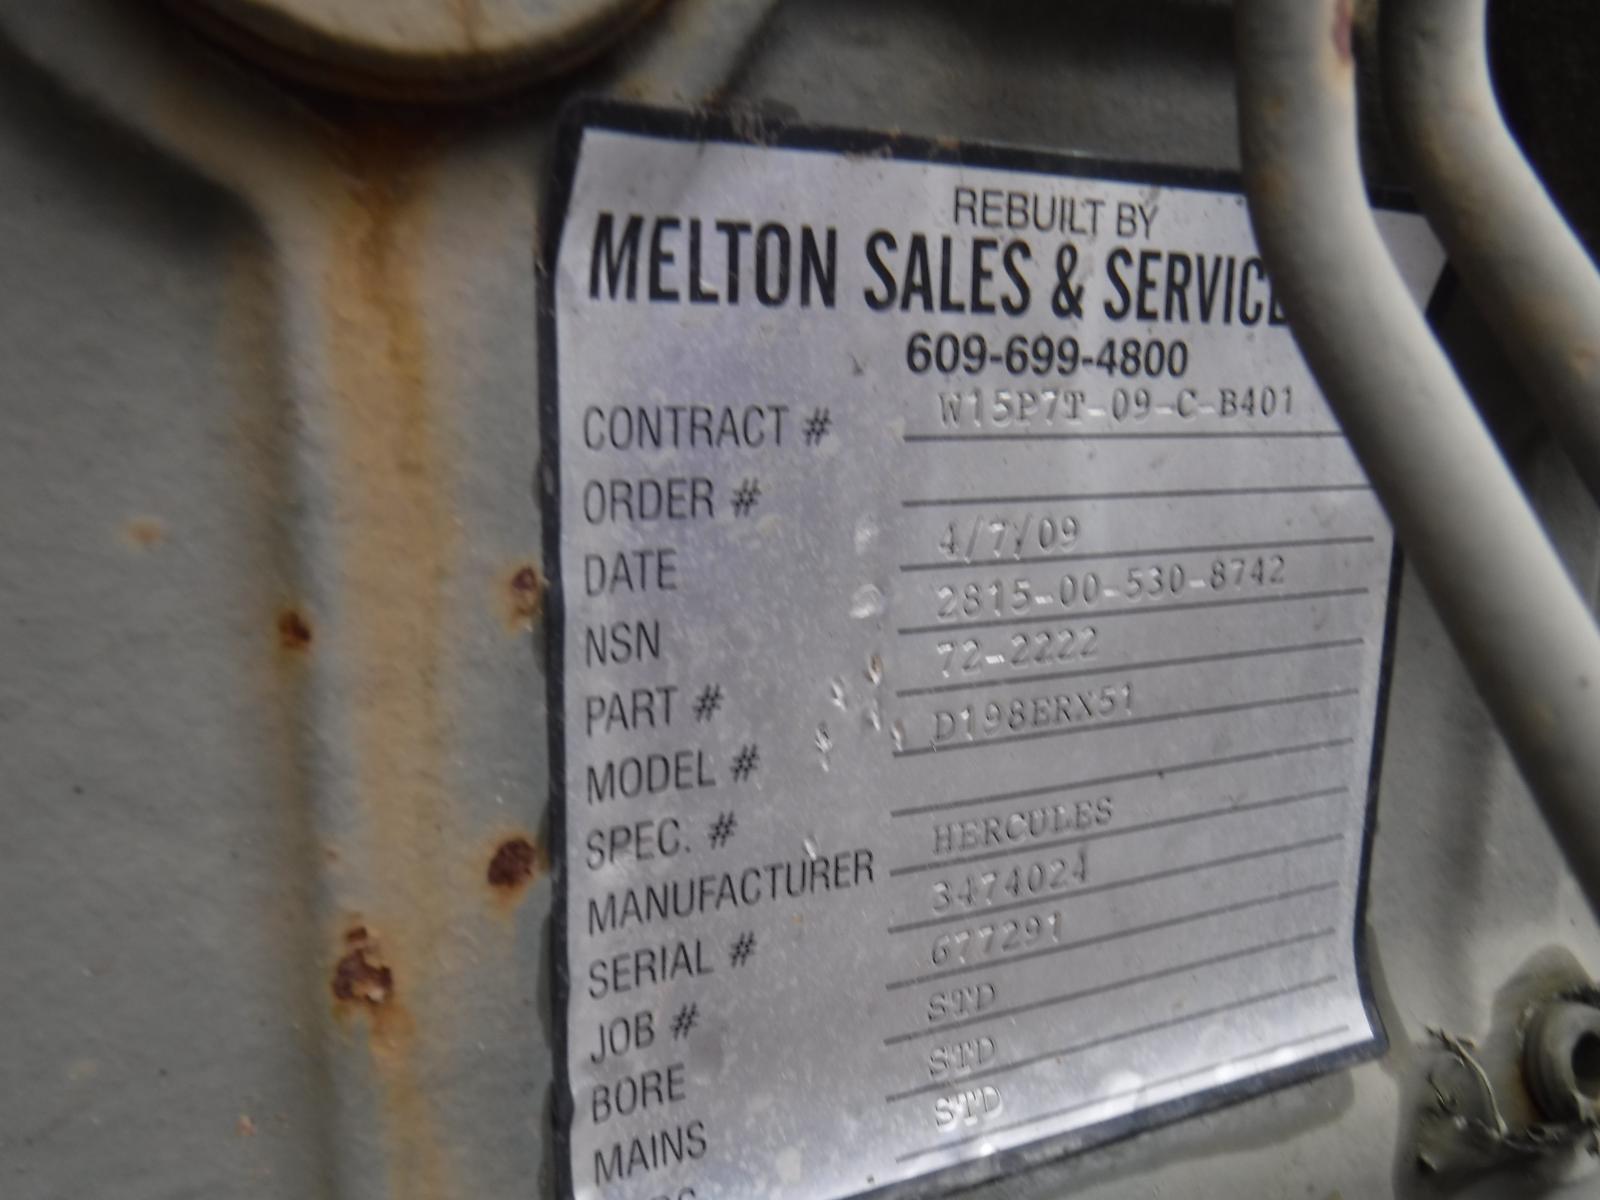 REBUILT BY
MELTON SALES & SERVICE
609-699-4800
CONTRACT # W15P7T-09-C-B401
ORDER #
DATE 4/7/09
NSN 2815-00-530-8742
PART # 72-2222
MODEL # D198ERX51
SPEC. #
MANUFACTURER HERCULES
SERIAL # 3474024
JOB # 677291
BORE STD
MAINS STD
STD